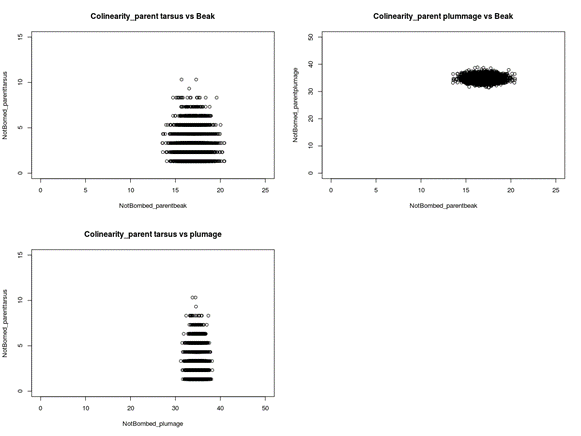 Colinearity_parent tarsus vs Beak
NotBombed_parenttarsus
15
10
5
0
0 5 10 15 20 25
NotBombed_parentbeak
Colinearity_parent plummage vs Beak
NotBombed_parentplumage
50
40
30
20
10
0
0 5 10 15 20 25
NotBombed_parentbeak
Colinearity_parent tarsus vs plumage
NotBombed_parenttarsus
15
10
5
0
0 10 20 30 40 50
NotBombed_plumage